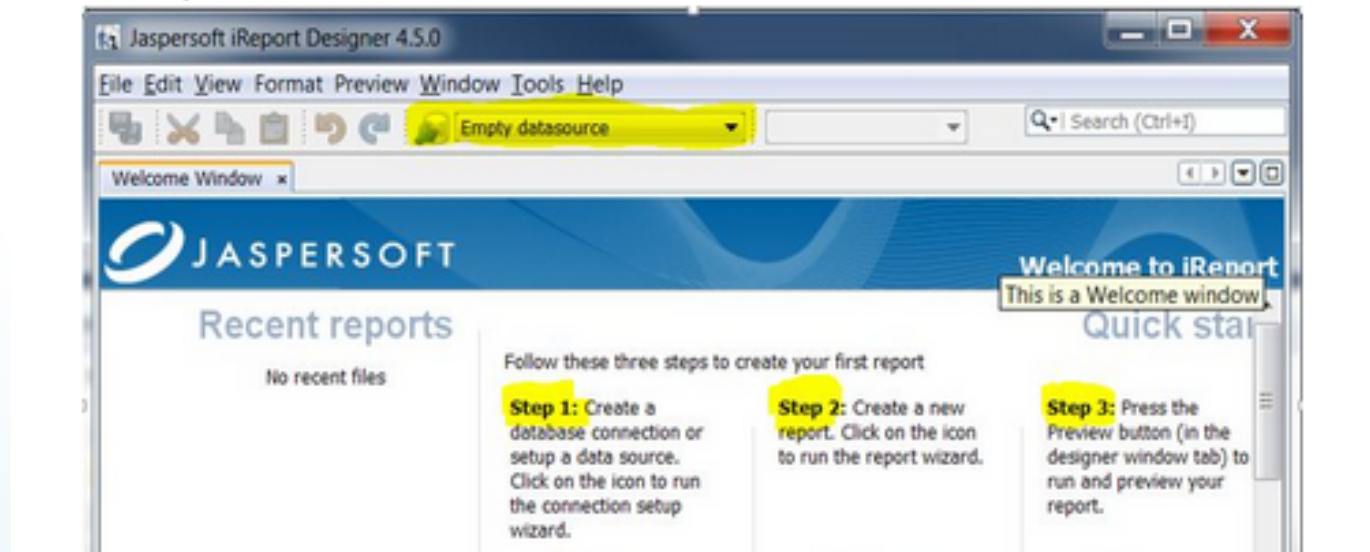 Jaspersoft iReport Designer 4.5.0
File Edit View Format Preview Window Tools Help
Empty datasource
Search (Ctrl+I)
Welcome Window
JASPERSOFT
Welcome to iReport
This is a Welcome window
Recent reports
No recent files
Quick star
Follow these three steps to create your first report
Step 1: Create a
database connection or
setup a data source.
Click on the icon to run
the connection setup
wizard.
Step 2: Create a new
report. Click on the icon
to run the report wizard.
Step 3: Press the
Preview button (in the
designer window tab) to
run and preview your
report.